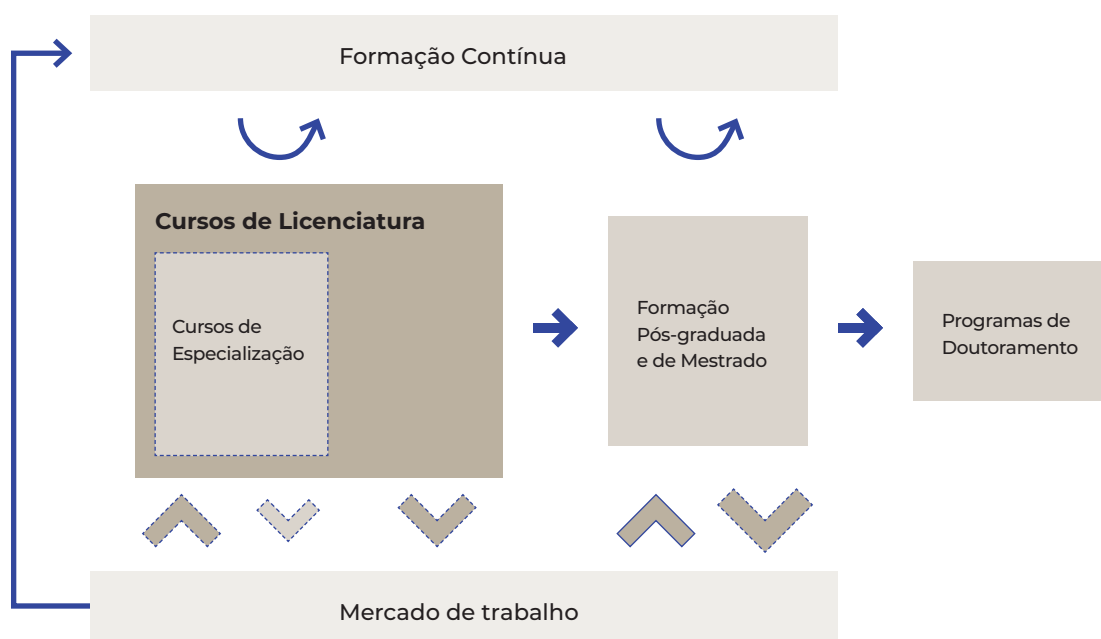 Formação Contínua
Cursos de Licenciatura
Cursos de
Especialização
Formação
Pós-graduada
e de Mestrado
Programas de
Doutoramento
Mercado de trabalho